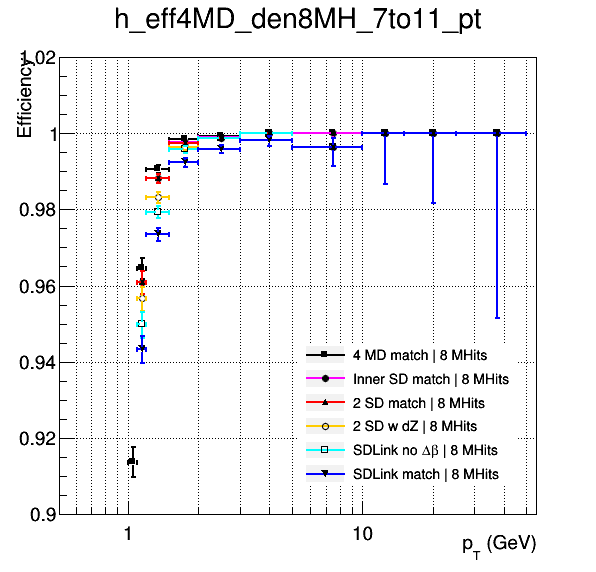 h_eff4MD_den8MH_7to11_pt
Efficiency
1.02
1
0.98
0.96
0.94
0.92
0.9
4 MD match | 8 MHits
Inner SD match | 8 MHits
2 SD match | 8 MHits
2 SD w dZ | 8 MHits
SDLink no Δβ | 8 MHits
SDLink match | 8 MHits
1
10
p_T (GeV)